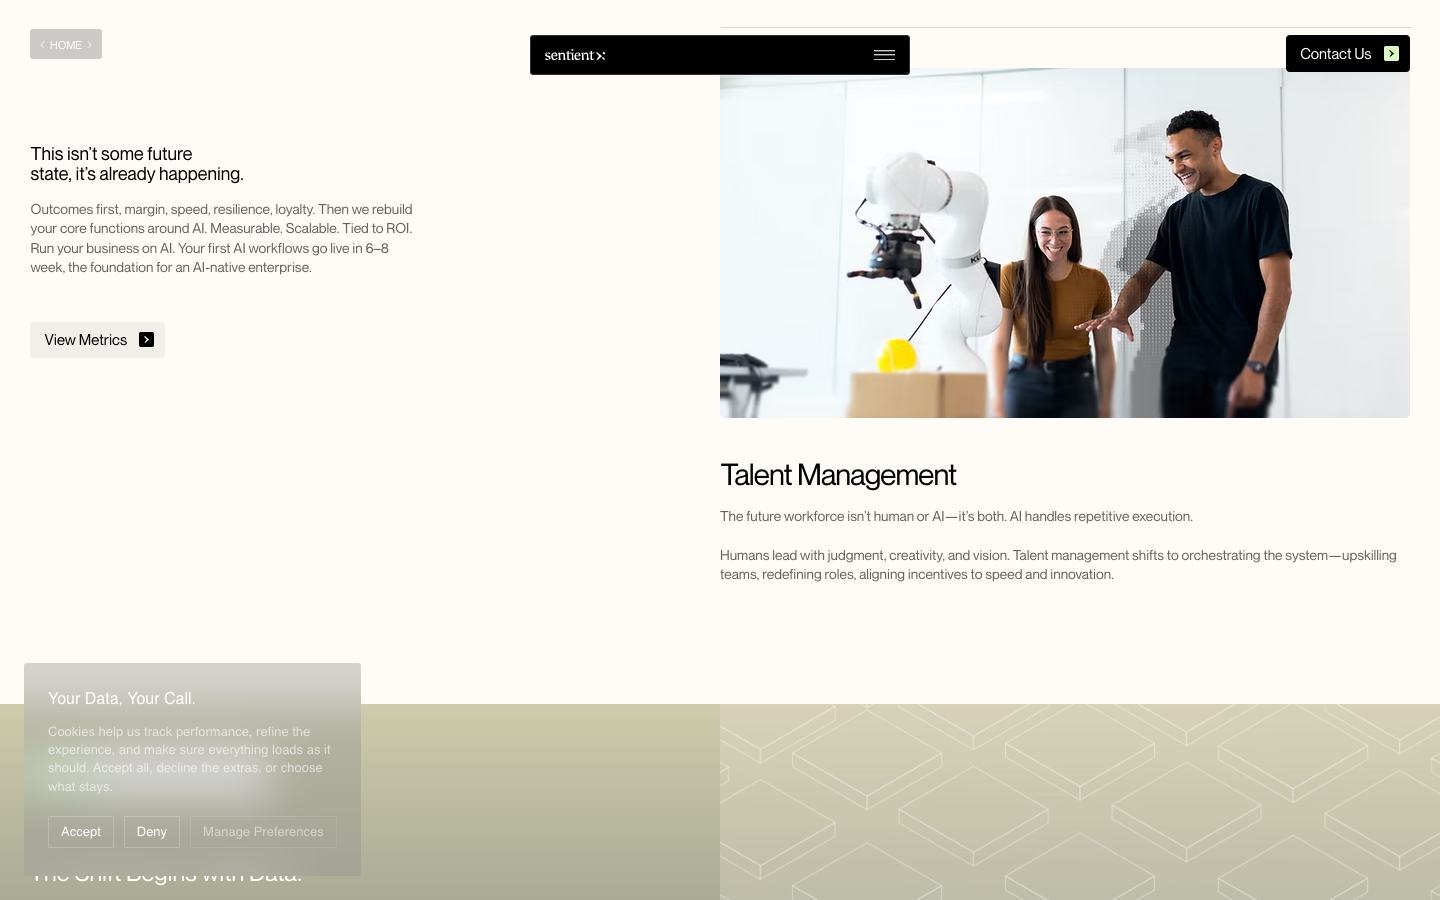 HOME
sentient
Contact Us
This isn’t some future
state, it’s already happening.
Outcomes first, margin, speed, resilience, loyalty. Then we rebuild
your core functions around AI. Measurable. Scalable. Tied to ROI.
Run your business on AI. Your first AI workflows go live in 6–8
week, the foundation for an AI-native enterprise.
View Metrics
Talent Management
The future workforce isn’t human or AI—it’s both. AI handles repetitive execution.
Humans lead with judgment, creativity, and vision. Talent management shifts to orchestrating the system—upskilling
teams, redefining roles, aligning incentives to speed and innovation.
Your Data, Your Call.
Cookies help us track performance, refine the
experience, and make sure everything loads as it
should. Accept all, decline the extras, or choose
what stays.
Accept
Deny
Manage Preferences
The Shift Begins with Data.